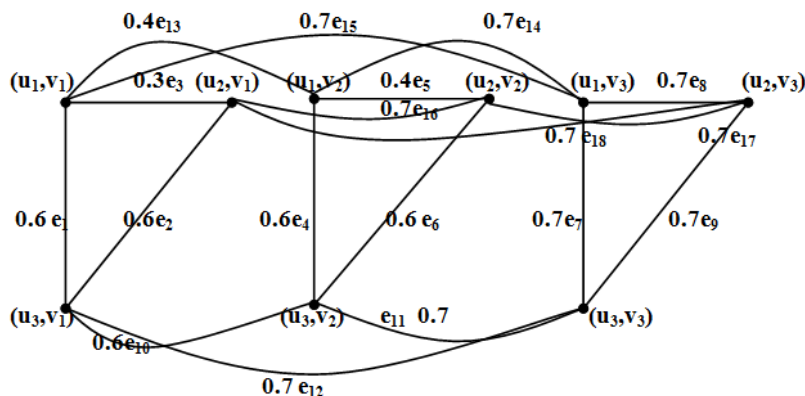 0.4e₁₃ 0.7e₁₅ 0.7e₁₄
(u₁,v₁) 0.3e₃ (u₂,v₁) (u₁,v₂) 0.4e₅ (u₂,v₂) (u₁,v₃) 0.7e₈ (u₂,v₃)
0.7e₁₆
0.7 e₁₈ 0.7e₁₇
0.6 e₁ 0.6e₂ 0.6e₄ 0.6 e₆ 0.7e₇ 0.7e₉
(u₃,v₁) (u₃,v₂) e₁₁ 0.7 (u₃,v₃)
0.6e₁₀
0.7 e₁₂